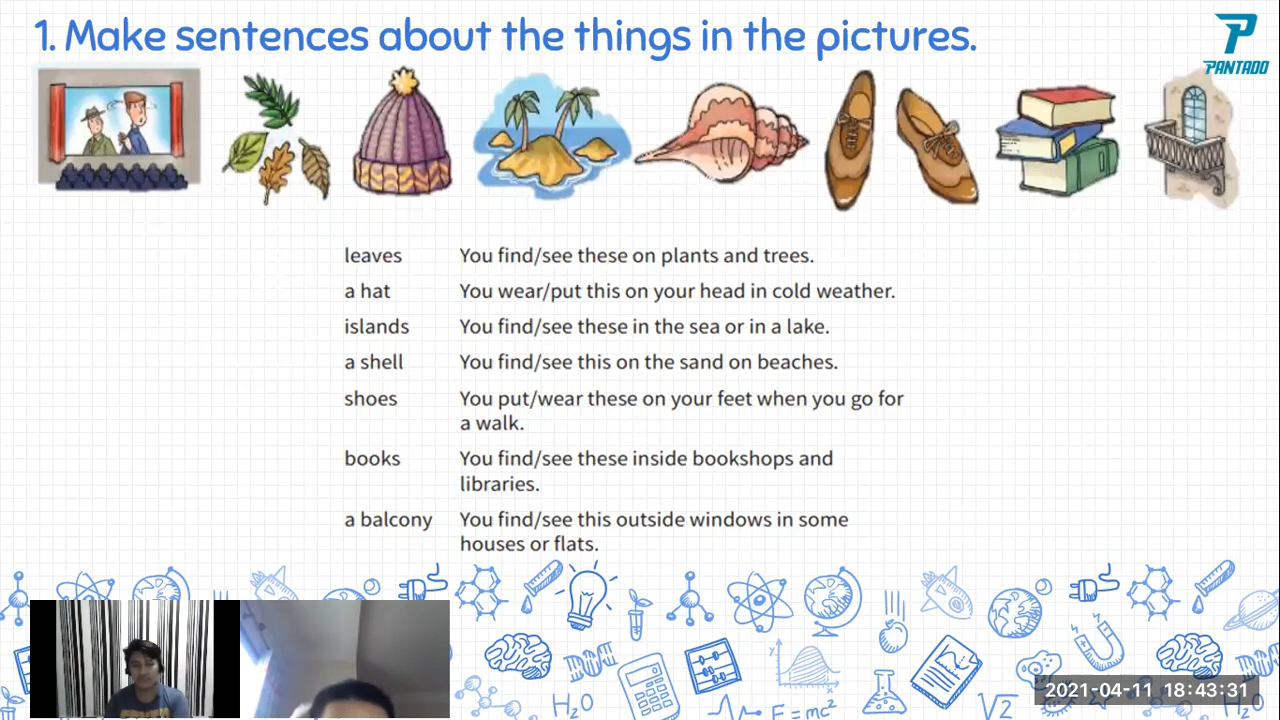 1. Make sentences about the things in the pictures.
PANTADO
leaves You find/see these on plants and trees.
a hat You wear/put this on your head in cold weather.
islands You find/see these in the sea or in a lake.
a shell You find/see this on the sand on beaches.
shoes You put/wear these on your feet when you go for
a walk.
books You find/see these inside bookshops and
libraries.
a balcony You find/see this outside windows in some
houses or flats.
2021-04-11 18:43:31
H₂O
E=mc²
√2